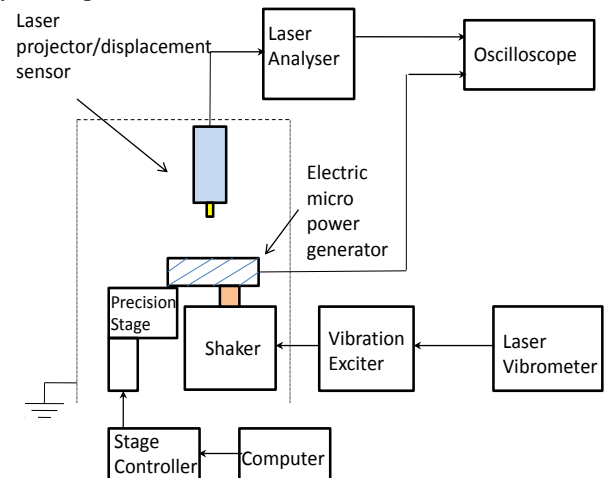 Laser
projector/displacement
sensor
Laser
Analyser
Oscilloscope
Electric
micro
power
generator
Precision
Stage
Shaker
Vibration
Exciter
Laser
Vibrometer
Stage
Controller
Computer